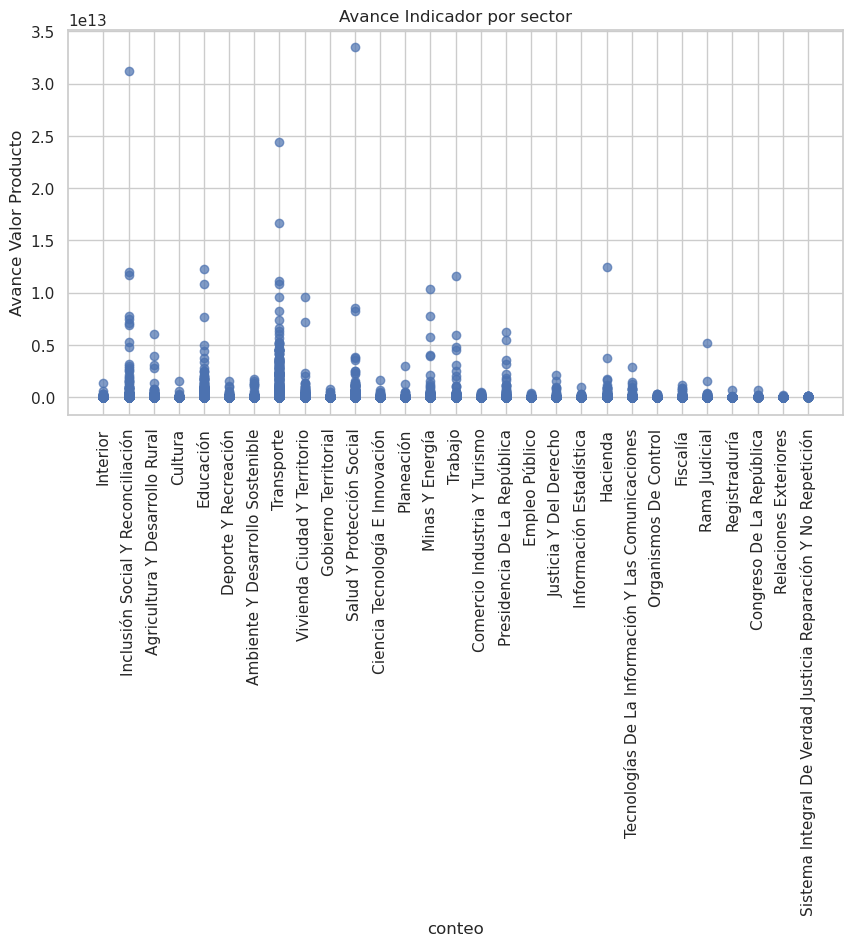 Avance Indicador por sector
1e13
3.5
3.0
2.5
2.0
1.5
1.0
0.5
0.0
Avance Valor Producto
Interior
Inclusión Social Y Reconciliación
Agricultura Y Desarrollo Rural
Cultura
Educación
Deporte Y Recreación
Ambiente Y Desarrollo Sostenible
Transporte
Vivienda Ciudad Y Territorio
Gobierno Territorial
Salud Y Protección Social
Ciencia Tecnología E Innovación
Planeación
Minas Y Energía
Trabajo
Comercio Industria Y Turismo
Presidencia De La República
Empleo Público
Justicia Y Del Derecho
Información Estadística
Hacienda
Tecnologías De La Información Y Las Comunicaciones
Organismos De Control
Fiscalía
Rama Judicial
Registraduría
Congreso De La República
Relaciones Exteriores
Sistema Integral De Verdad Justicia Reparación Y No Repetición
conteo